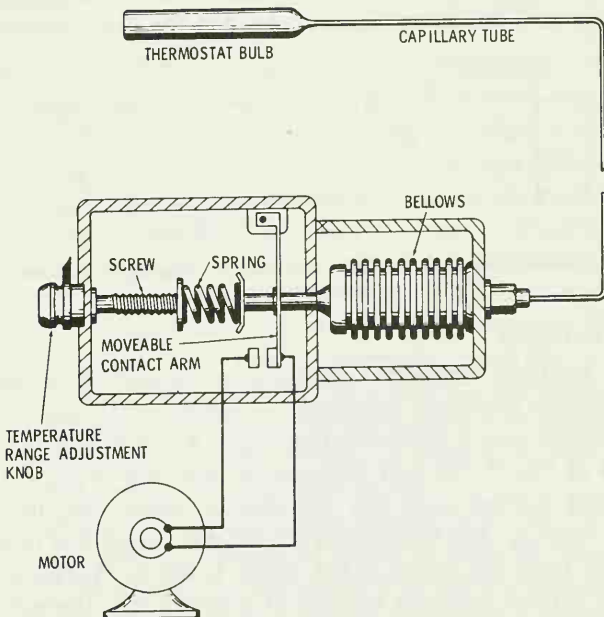 THERMOSTAT BULB
CAPILLARY TUBE
BELLOWS
SCREW
SPRING
MOVEABLE
CONTACT ARM
TEMPERATURE
RANGE ADJUSTMENT
KNOB
MOTOR